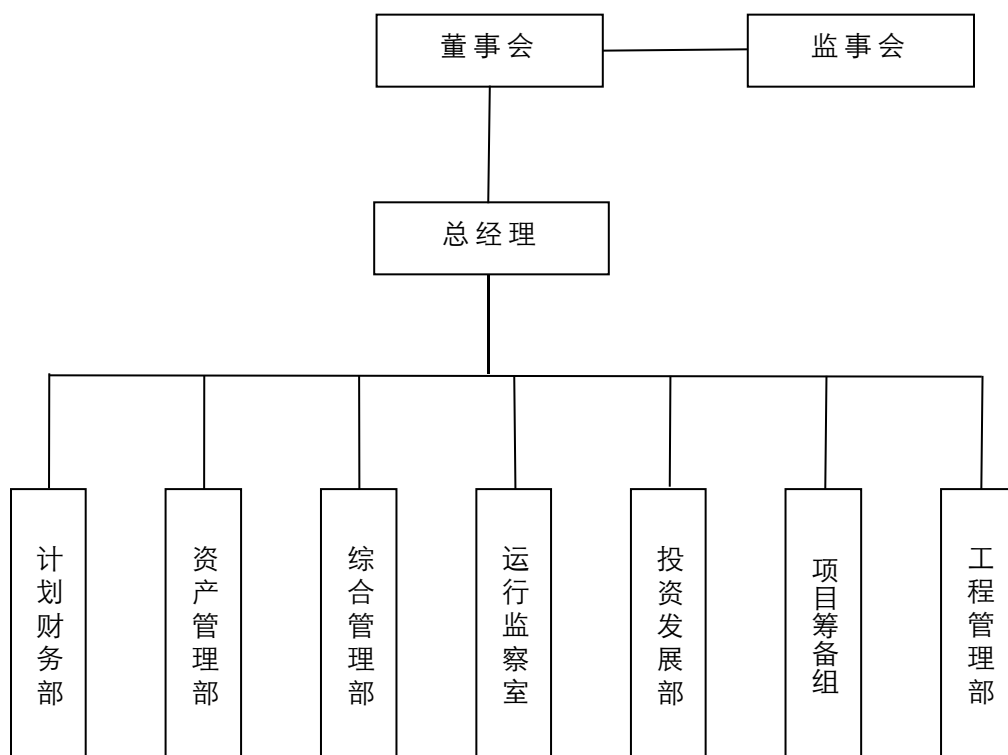 董事会
监事会
总经理
计划财务部
资产管理部
综合管理部
运行监察室
投资发展部
项目筹备组
工程管理部